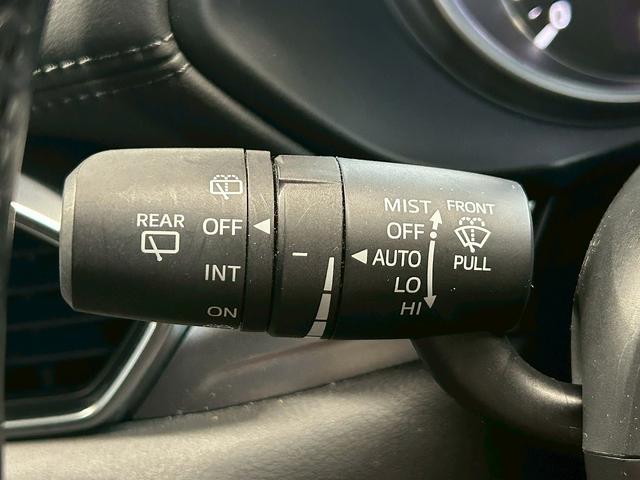 REAR
OFF
INT
ON
MIST
OFF
AUTO
LO
HI
FRONT
PULL